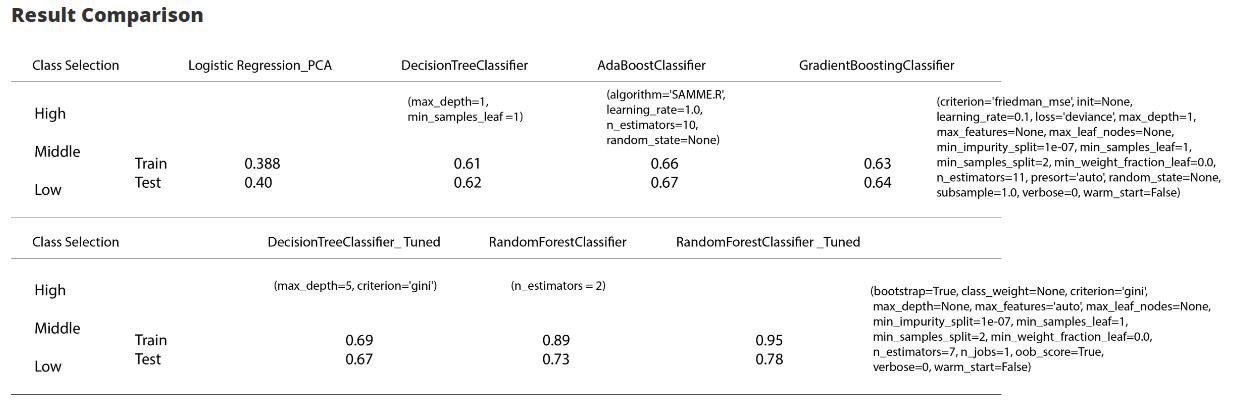 Result Comparison
Class Selection Logistic Regression_PCA DecisionTreeClassifier AdaBoostClassifier GradientBoostingClassifier
High
(max_depth=1,
min_samples_leaf =1)
(algorithm='SAMME.R',
learning_rate=1.0,
n_estimators=10,
random_state=None)
(criterion='friedman_mse', init=None,
learning_rate=0.1, loss='deviance', max_depth=1,
max_features=None, max_leaf_nodes=None,
min_impurity_split=1e-07, min_samples_leaf=1,
min_samples_split=2, min_weight_fraction_leaf=0.0,
n_estimators=11, presort='auto', random_state=None,
subsample=1.0, verbose=0, warm_start=False)
Middle
Train 0.388 0.61 0.66 0.63
Test 0.40 0.62 0.67 0.64
Low
Class Selection DecisionTreeClassifier_ Tuned RandomForestClassifier RandomForestClassifier _Tuned
High (max_depth=5, criterion='gini') (n_estimators = 2)
(bootstrap=True, class_weight=None, criterion='gini',
max_depth=None, max_features='auto', max_leaf_nodes=None,
min_impurity_split=1e-07, min_samples_leaf=1,
min_samples_split=2, min_weight_fraction_leaf=0.0,
n_estimators=7, n_jobs=1, oob_score=True,
verbose=0, warm_start=False)
Middle
Train 0.69 0.89 0.95
Test 0.67 0.73 0.78
Low